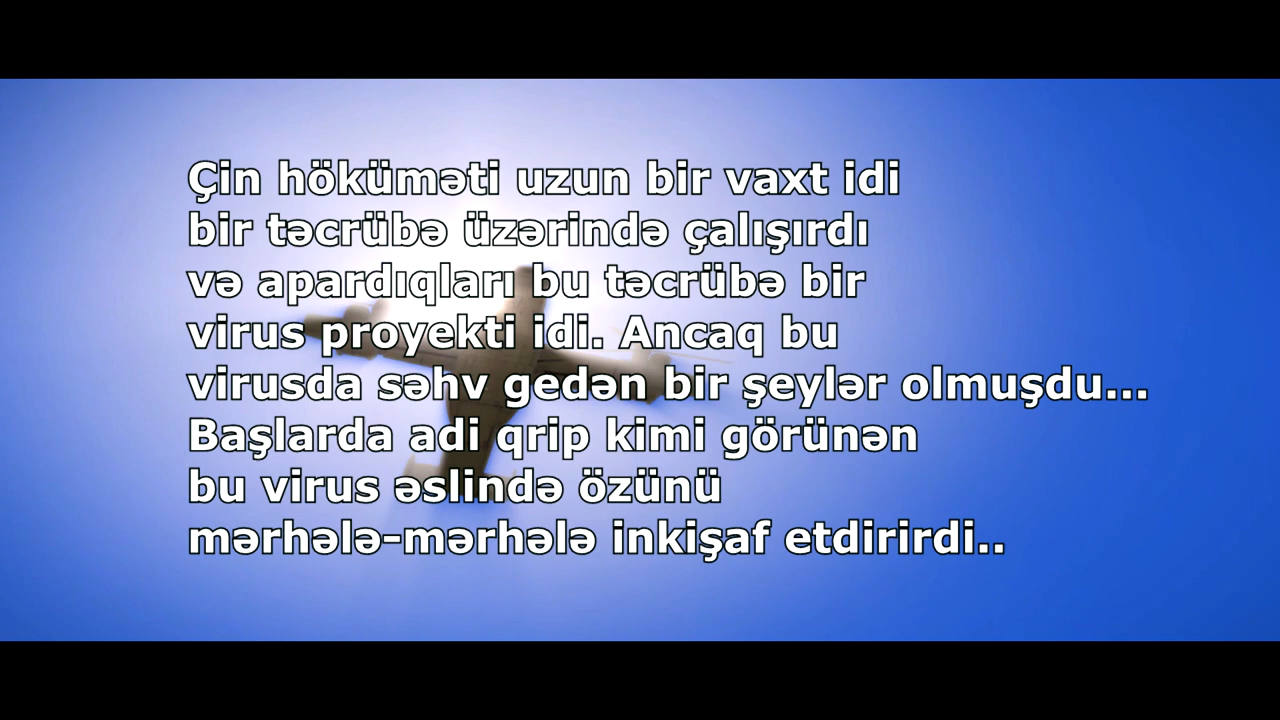 Çin höküməti uzun bir vaxt idi
bir təcrübə üzərində çalışırdı
və apardıqları bu təcrübə bir
virus proyekti idi. Ancaq bu
virusda səhv gedən bir şeylər olmuşdu...
Başlarda adi qrip kimi görünən
bu virus əslində özünü
mərhələ-mərhələ inkişaf etdirirdi..